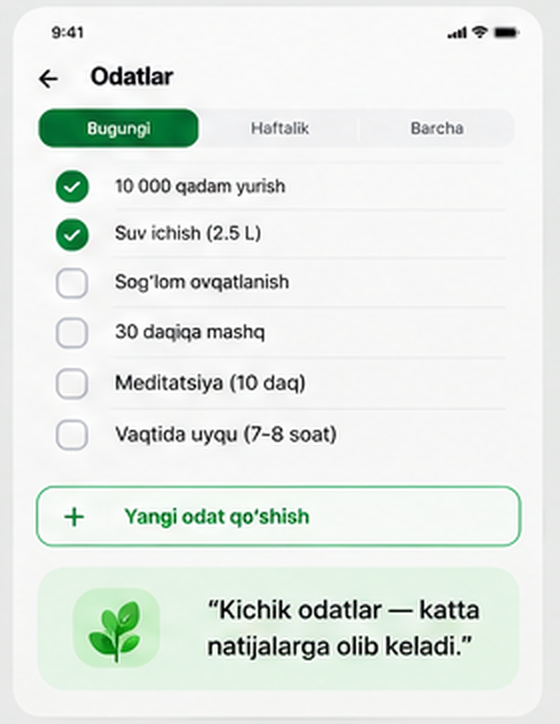 9:41
Odatlar
Bugungi Haftalik Barcha
10 000 qadam yurish
Suv ichish (2.5 L)
Sog‘lom ovqatlanish
30 daqiqa mashq
Meditatsiya (10 daq)
Vaqtida uyqu (7–8 soat)
+ Yangi odat qo‘shish
“Kichik odatlar — katta
natijalarga olib keladi.”